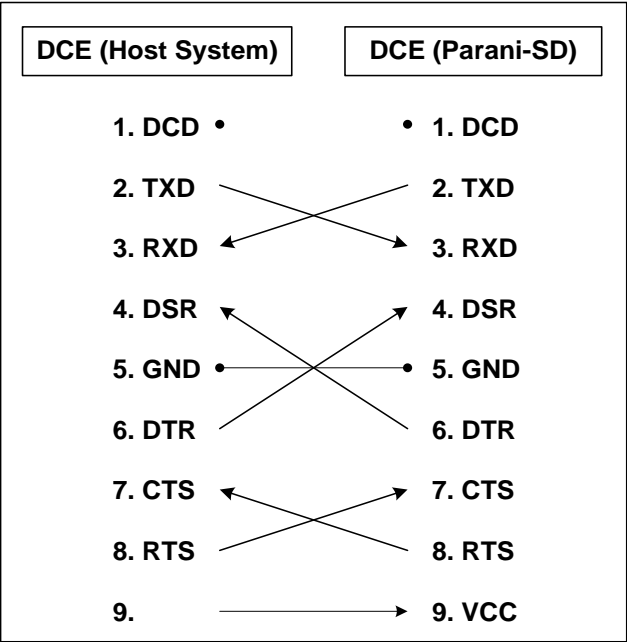 DCE (Host System) DCE (Parani-SD)
1. DCD 1. DCD
2. TXD 2. TXD
3. RXD 3. RXD
4. DSR 4. DSR
5. GND 5. GND
6. DTR 6. DTR
7. CTS 7. CTS
8. RTS 8. RTS
9. 9. VCC